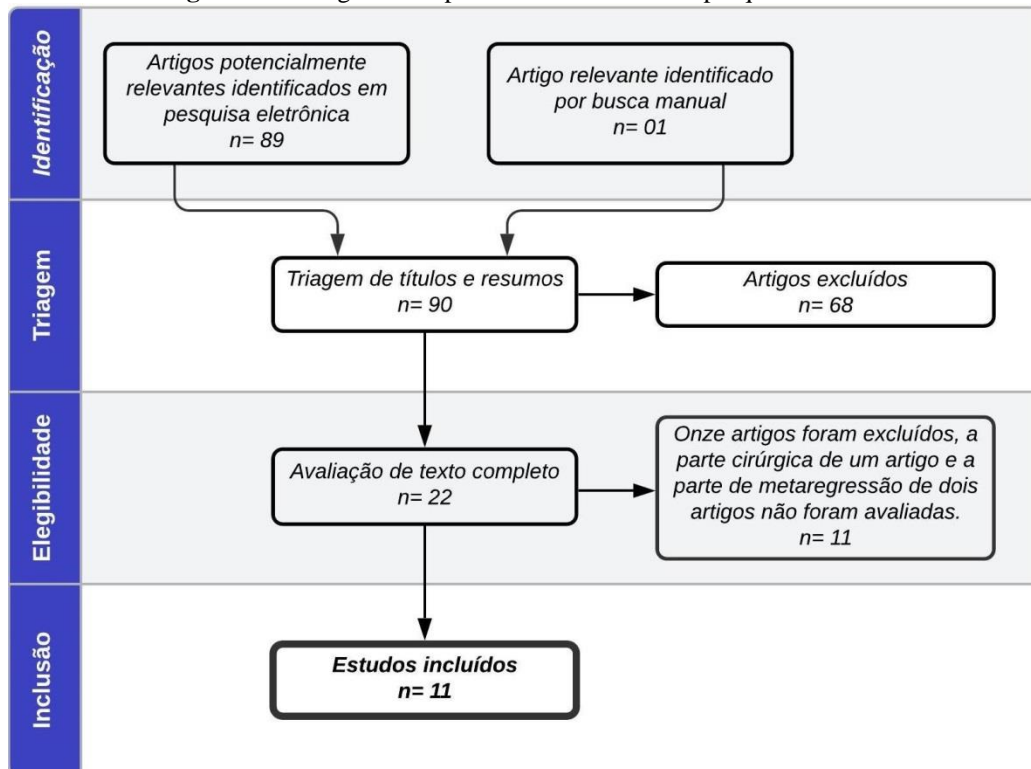 Identificação
Artigos potencialmente
relevantes identificados em
pesquisa eletrônica
n= 89
Artigo relevante identificado
por busca manual
n= 01
Triagem
Triagem de títulos e resumos
n= 90
Artigos excluídos
n= 68
Elegibilidade
Avaliação de texto completo
n= 22
Onze artigos foram excluídos, a
parte cirúrgica de um artigo e a
parte de metaregressão de dois
artigos não foram avaliadas.
n= 11
Inclusão
Estudos incluídos
n= 11